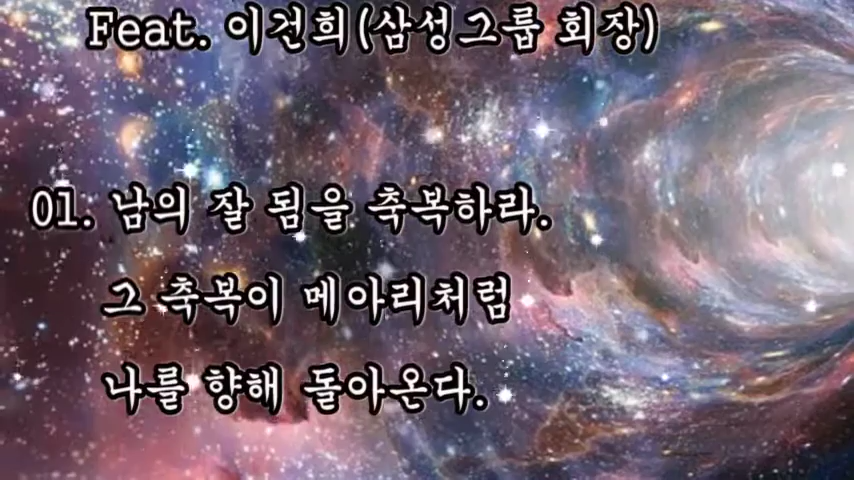 Feat. 이건희(삼성그룹 회장)
01. 남의 잘 됨을 축복하라.
그 축복이 메아리처럼
나를 향해 돌아온다.